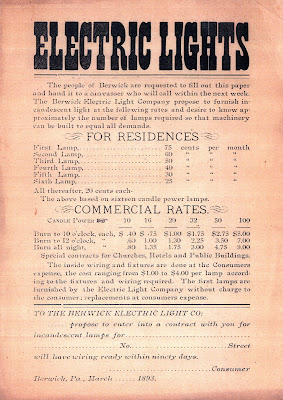 ELECTRIC LIGHTS
The people of Berwick are requested to fill out this paper
and hand it to a canvasser who will call within the next week.
The Berwick Electric Light Company propose to furnish in-
candescent light at the following rates and desire to know ap-
proximately the number of lamps required so that machinery
can be built to equal all demands.
FOR RESIDENCES
First Lamp, 75 cents per month
Second Lamp, 60 " " "
Third Lamp, 50 " " "
Fourth Lamp, 40 " " "
Fifth Lamp, 30 " " "
Sixth Lamp, 25 " " "
All thereafter, 20 cents each.
The above based on sixteen candle power lamps.
COMMERCIAL RATES.
CANDLE POWER 10 16 20 32 50 100
Burn to 10 o'clock, each, $ .40 $ .75 $1.00 $1.75 $2.75 $5.00
Burn to 12 o'clock, " .60 1.00 1.30 2.25 3.50 7.00
Burn all night, " .80 1.35 1.75 3.00 4.75 9.00
Special contracts for Churches, Hotels and Public Buildings.
The inside wiring and fixtures are done at the Consumers
expense, the cost ranging from $1.00 to $4.00 per lamp accord-
ing to the fixtures and wiring required. The first lamps are
furnished by the Electric Light Company without charge to
the consumer; replacements at consumers expense.
TO THE BERWICK ELECTRIC LIGHT CO;
propose to enter into a contract with you for
incandescent lamps for
No. Street
will have wiring ready within ninety days.
Consumer
Berwick, Pa., March ...... 1893.